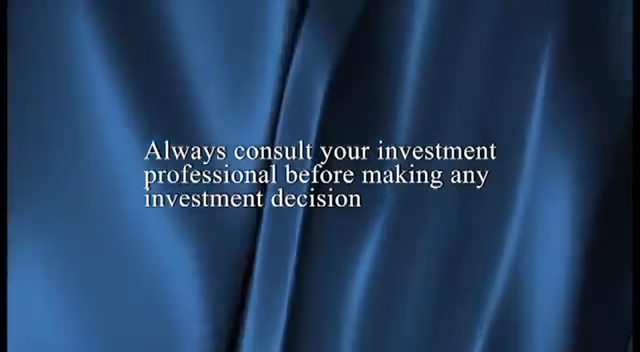 Always consult your investment
professional before making any
investment decision